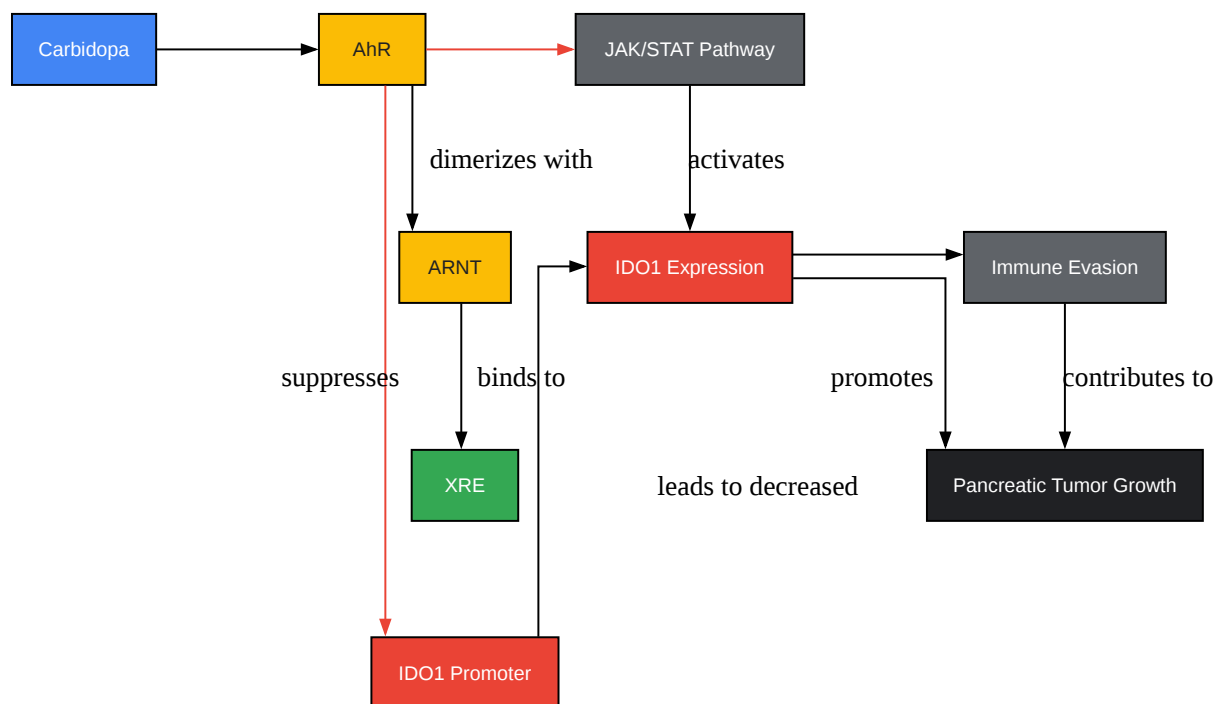 Carbidopa
AhR
JAK/STAT Pathway
dimerizes with
activates
ARNT
IDO1 Expression
Immune Evasion
suppresses
binds to
promotes
contributes to
XRE
leads to decreased
Pancreatic Tumor Growth
IDO1 Promoter